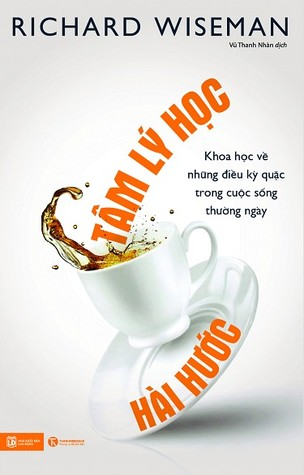 RICHARD WISEMAN
Vũ Thanh Nhàn dịch
TÂM LÝ HỌC
Khoa học về
những điều kỳ quặc
trong cuộc sống
thường ngày
HÀI HƯỚC